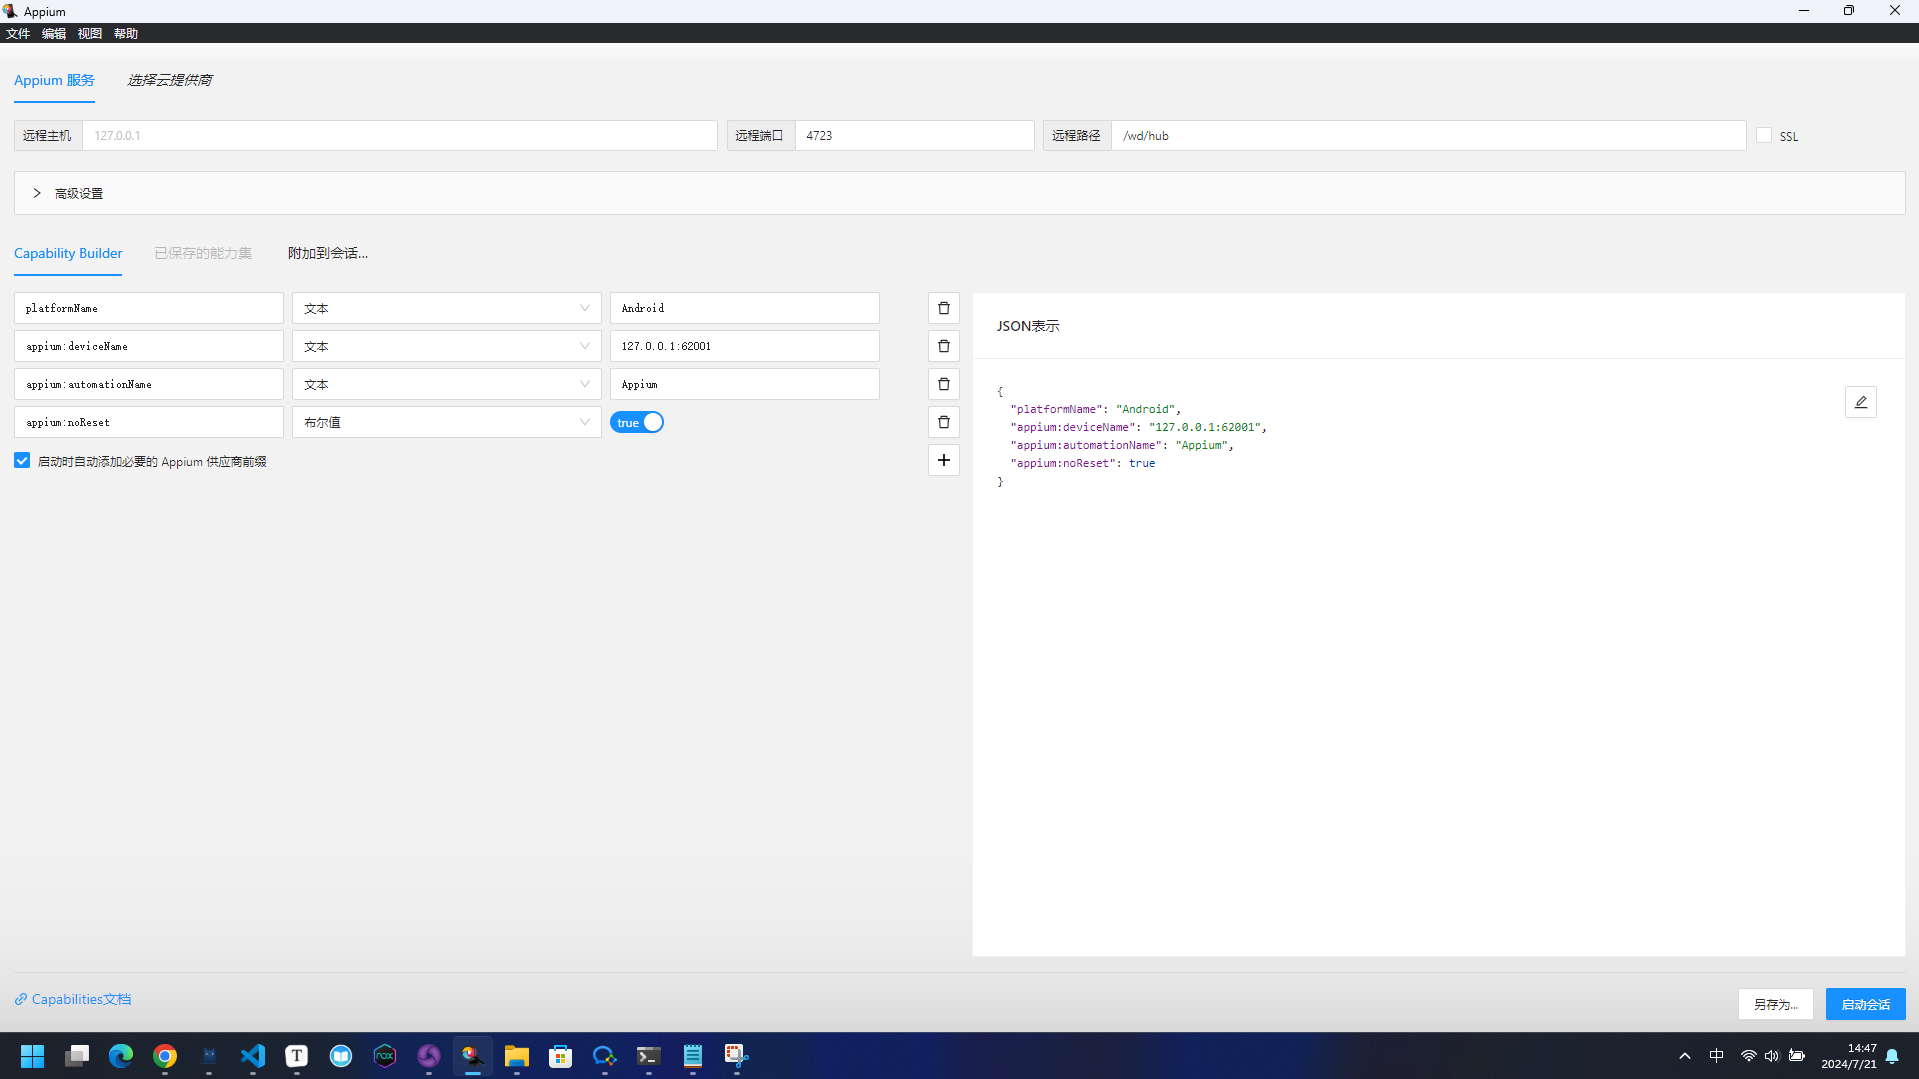 Appium
文件 编辑 视图 帮助
Appium 服务 选择云提供商
远程主机 127.0.0.1 远程端口 4723 远程路径 /wd/hub SSL
高级设置
Capability Builder 已保存的能力集 附加到会话...
platformName 文本 Android
appium:deviceName 文本 127.0.0.1:62001
appium:automationName 文本 Appium
appium:noReset 布尔值 true
启动时自动添加必要的 Appium 供应商前缀
JSON表示
{
"platformName": "Android",
"appium:deviceName": "127.0.0.1:62001",
"appium:automationName": "Appium",
"appium:noReset": true
}
Capabilities文档
另存为...
启动会话
T
nox
中
14:47
2024/7/21